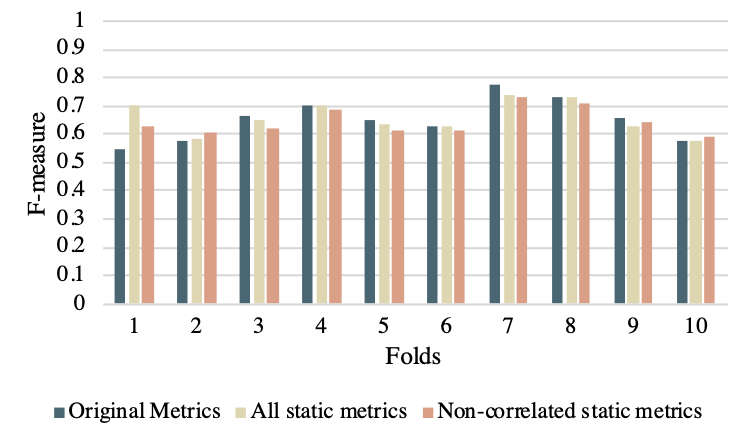 1
0.9
0.8
0.7
0.6
0.5
0.4
0.3
0.2
0.1
0
F-measure
1 2 3 4 5 6 7 8 9 10
Folds
Original Metrics All static metrics Non-correlated static metrics